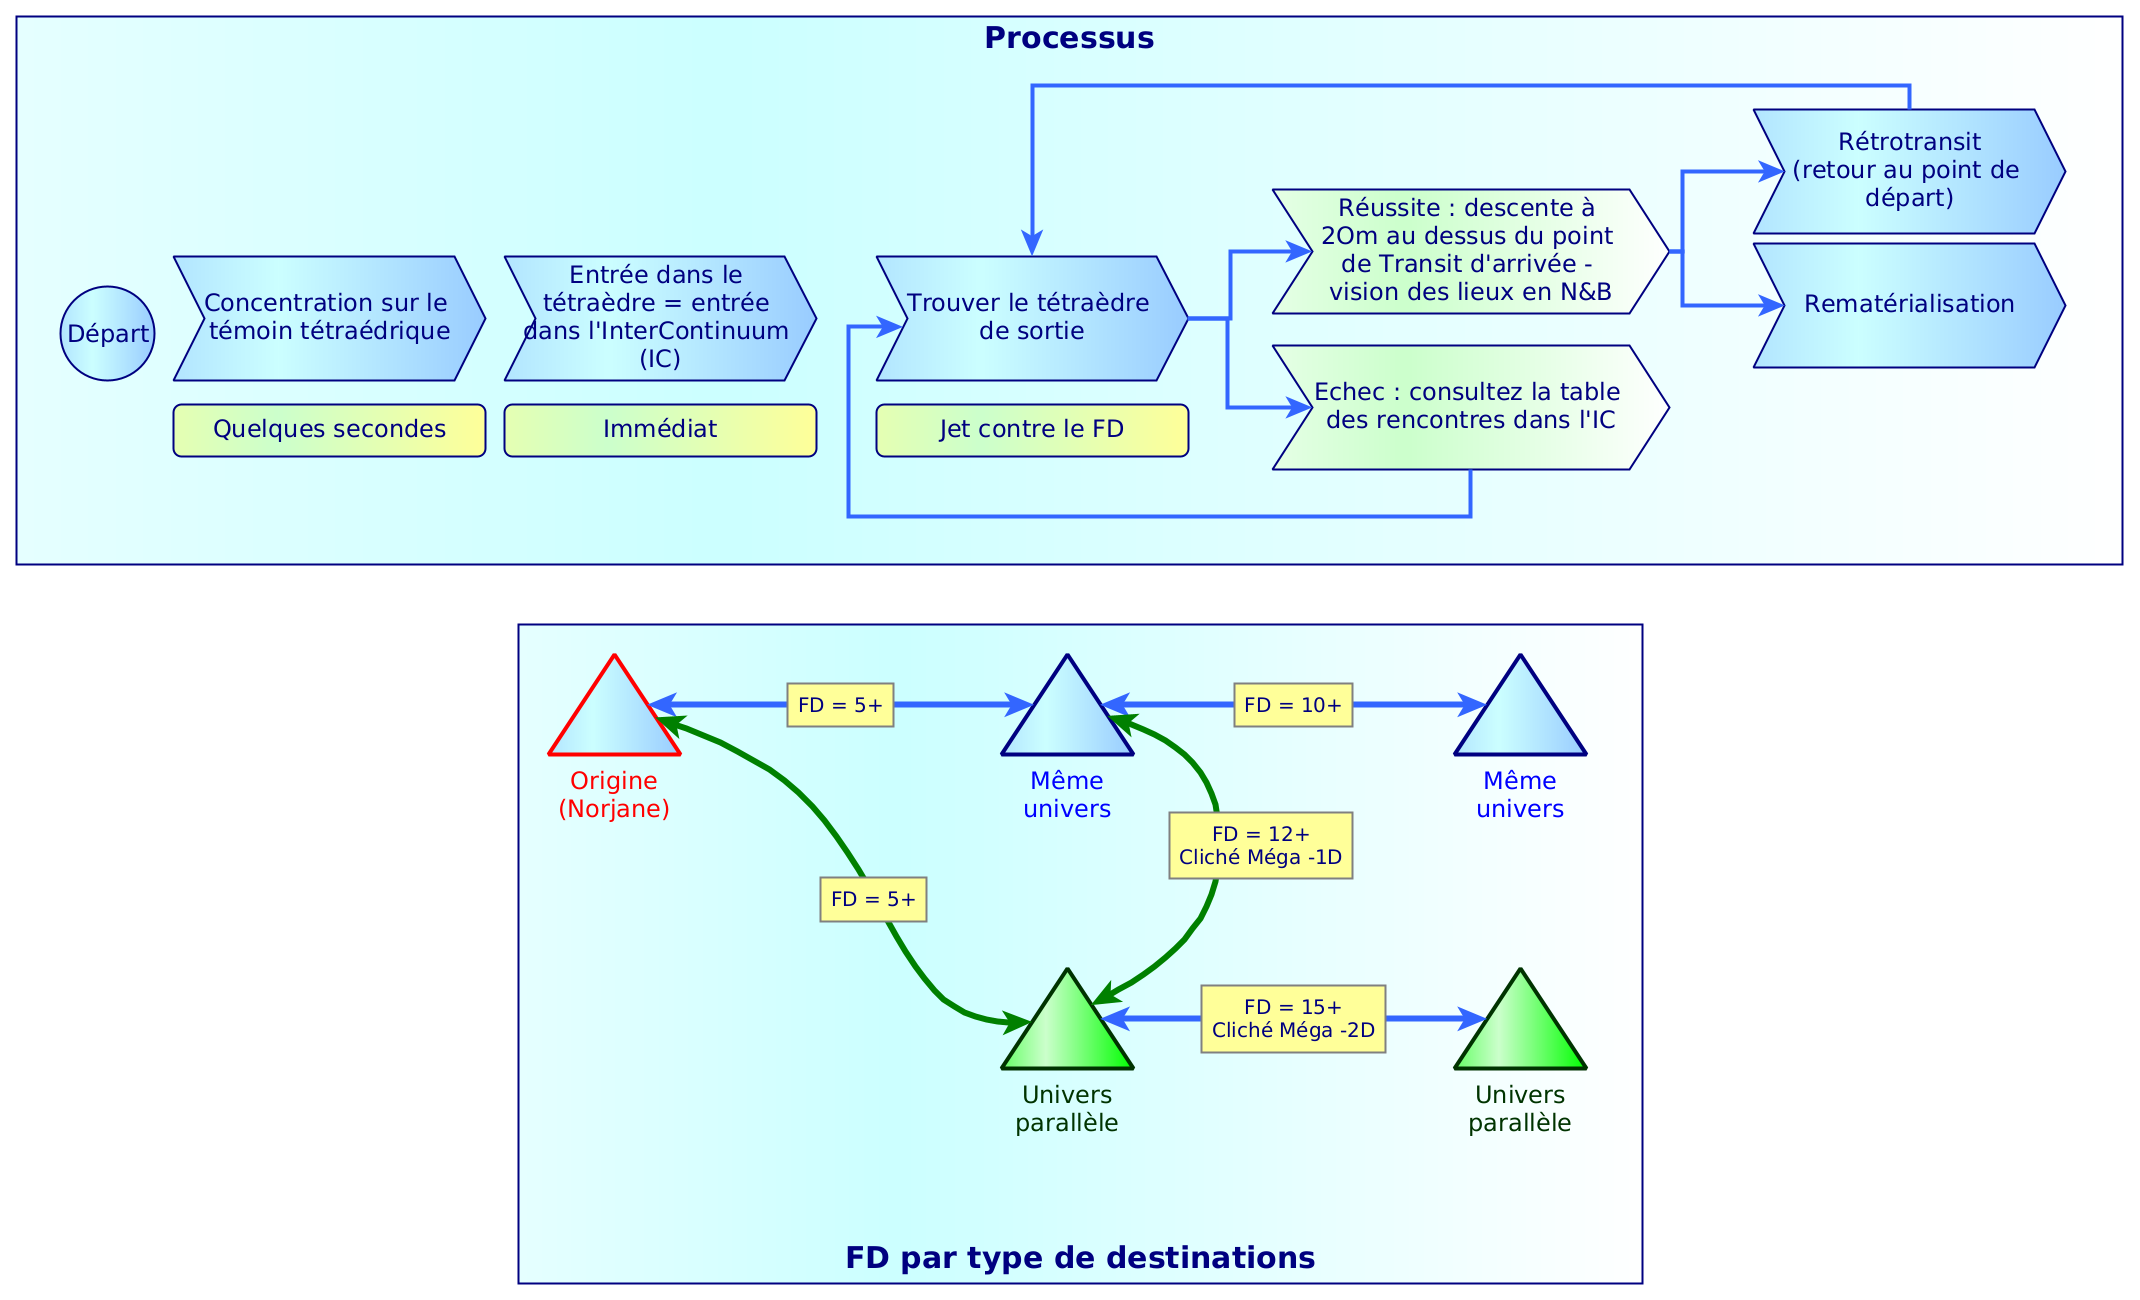 Processus
Départ
Concentration sur le
témoin tétraédrique
Quelques secondes
Entrée dans le
tétraèdre = entrée
dans l'InterContinuum
(IC)
Immédiat
Trouver le tétraèdre
de sortie
Jet contre le FD
Réussite : descente à
2Om au dessus du point
de Transit d'arrivée -
vision des lieux en N&B
Echec : consultez la table
des rencontres dans l'IC
Rétrotransit
(retour au point de
départ)
Rematérialisation
FD = 5+
FD = 10+
Origine
(Norjane)
Même
univers
Même
univers
FD = 12+
Cliché Méga -1D
FD = 5+
FD = 15+
Cliché Méga -2D
Univers
parallèle
Univers
parallèle
FD par type de destinations